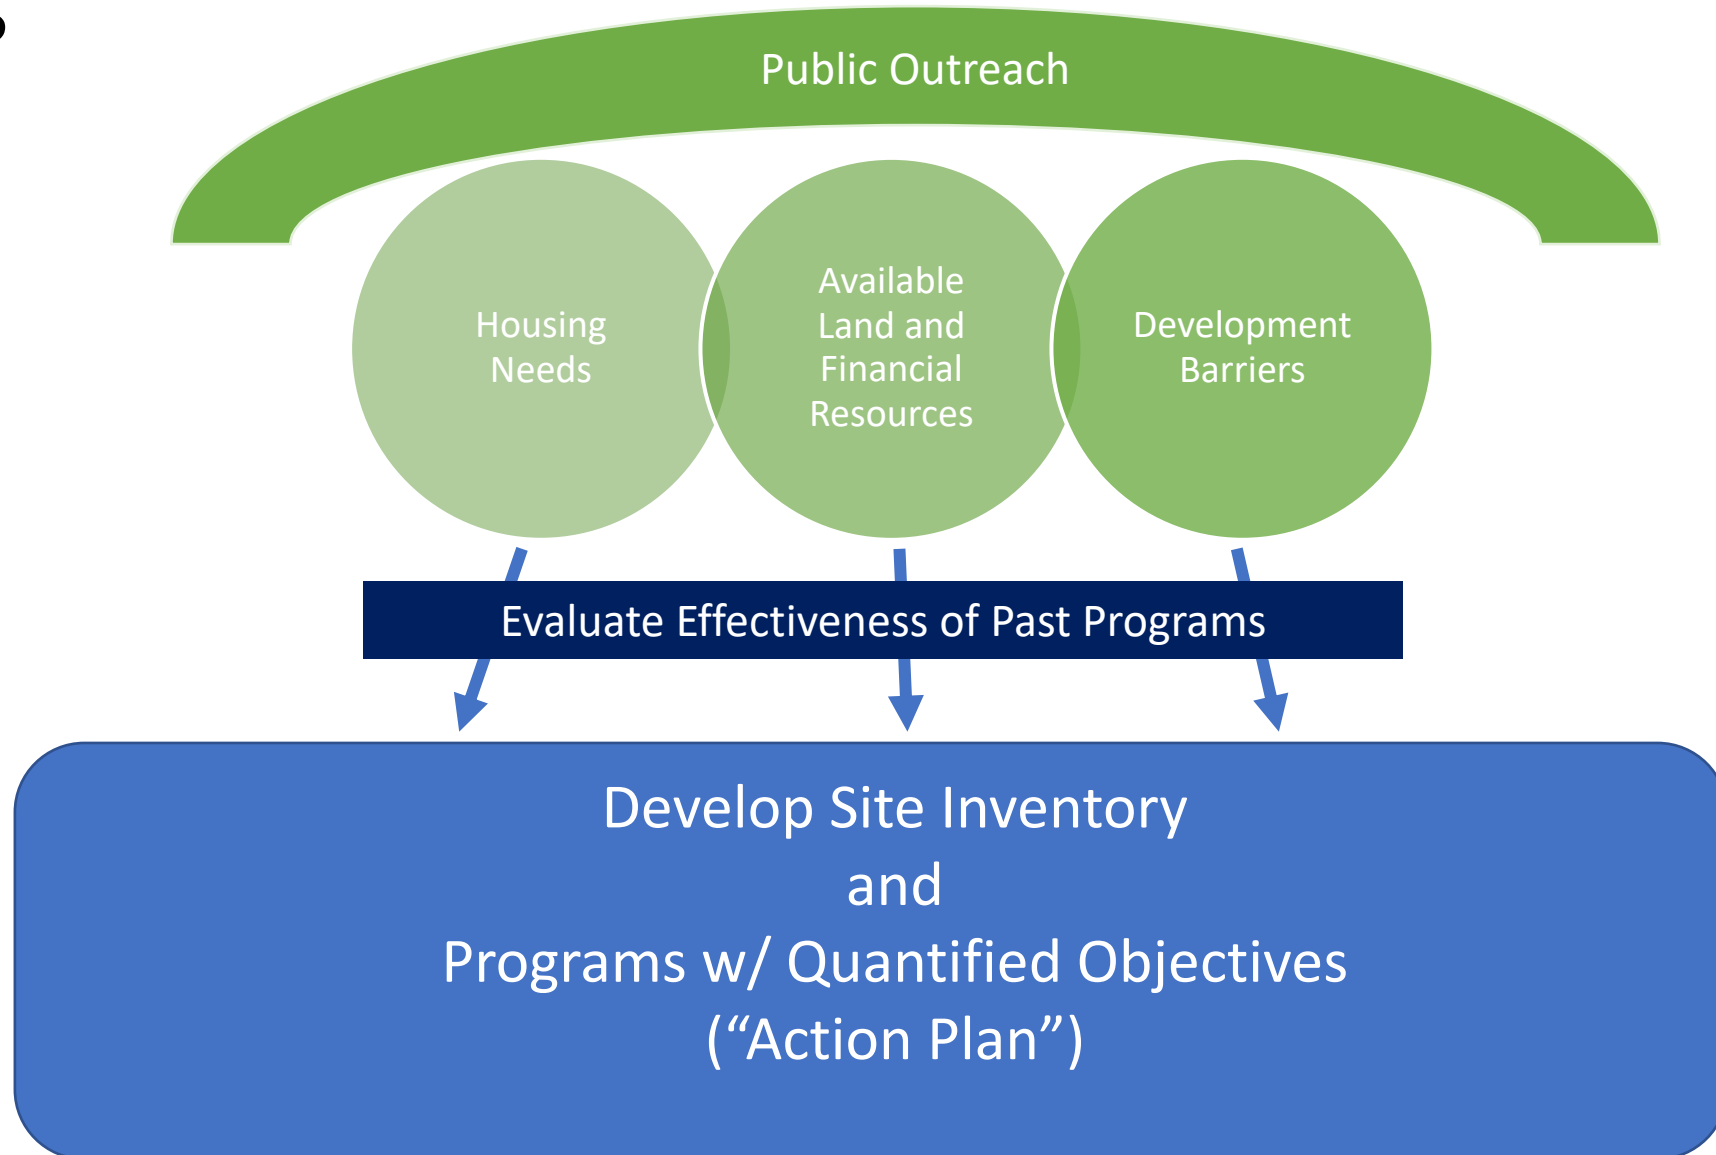 Public Outreach
Housing
Needs
Available
Land and
Financial
Resources
Development
Barriers
Evaluate Effectiveness of Past Programs
Develop Site Inventory
and
Programs w/ Quantified Objectives
(“Action Plan”)